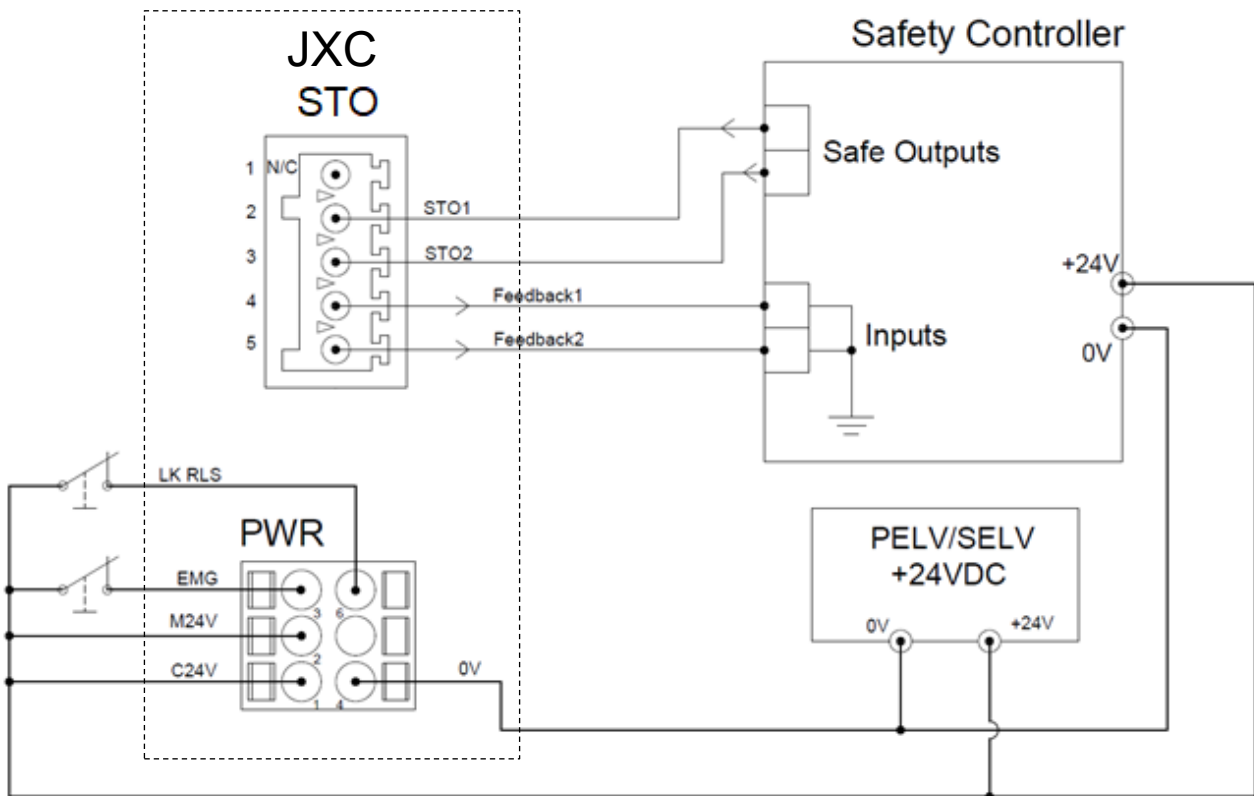 JXC
STO
1 N/C
2
3
4
5
STO1
STO2
Feedback1
Feedback2
Safety Controller
Safe Outputs
Inputs
+24V
0V
LK RLS
PWR
EMG
M24V
C24V
3 6
2
1 4
0V
PELV/SELV
+24VDC
0V +24V